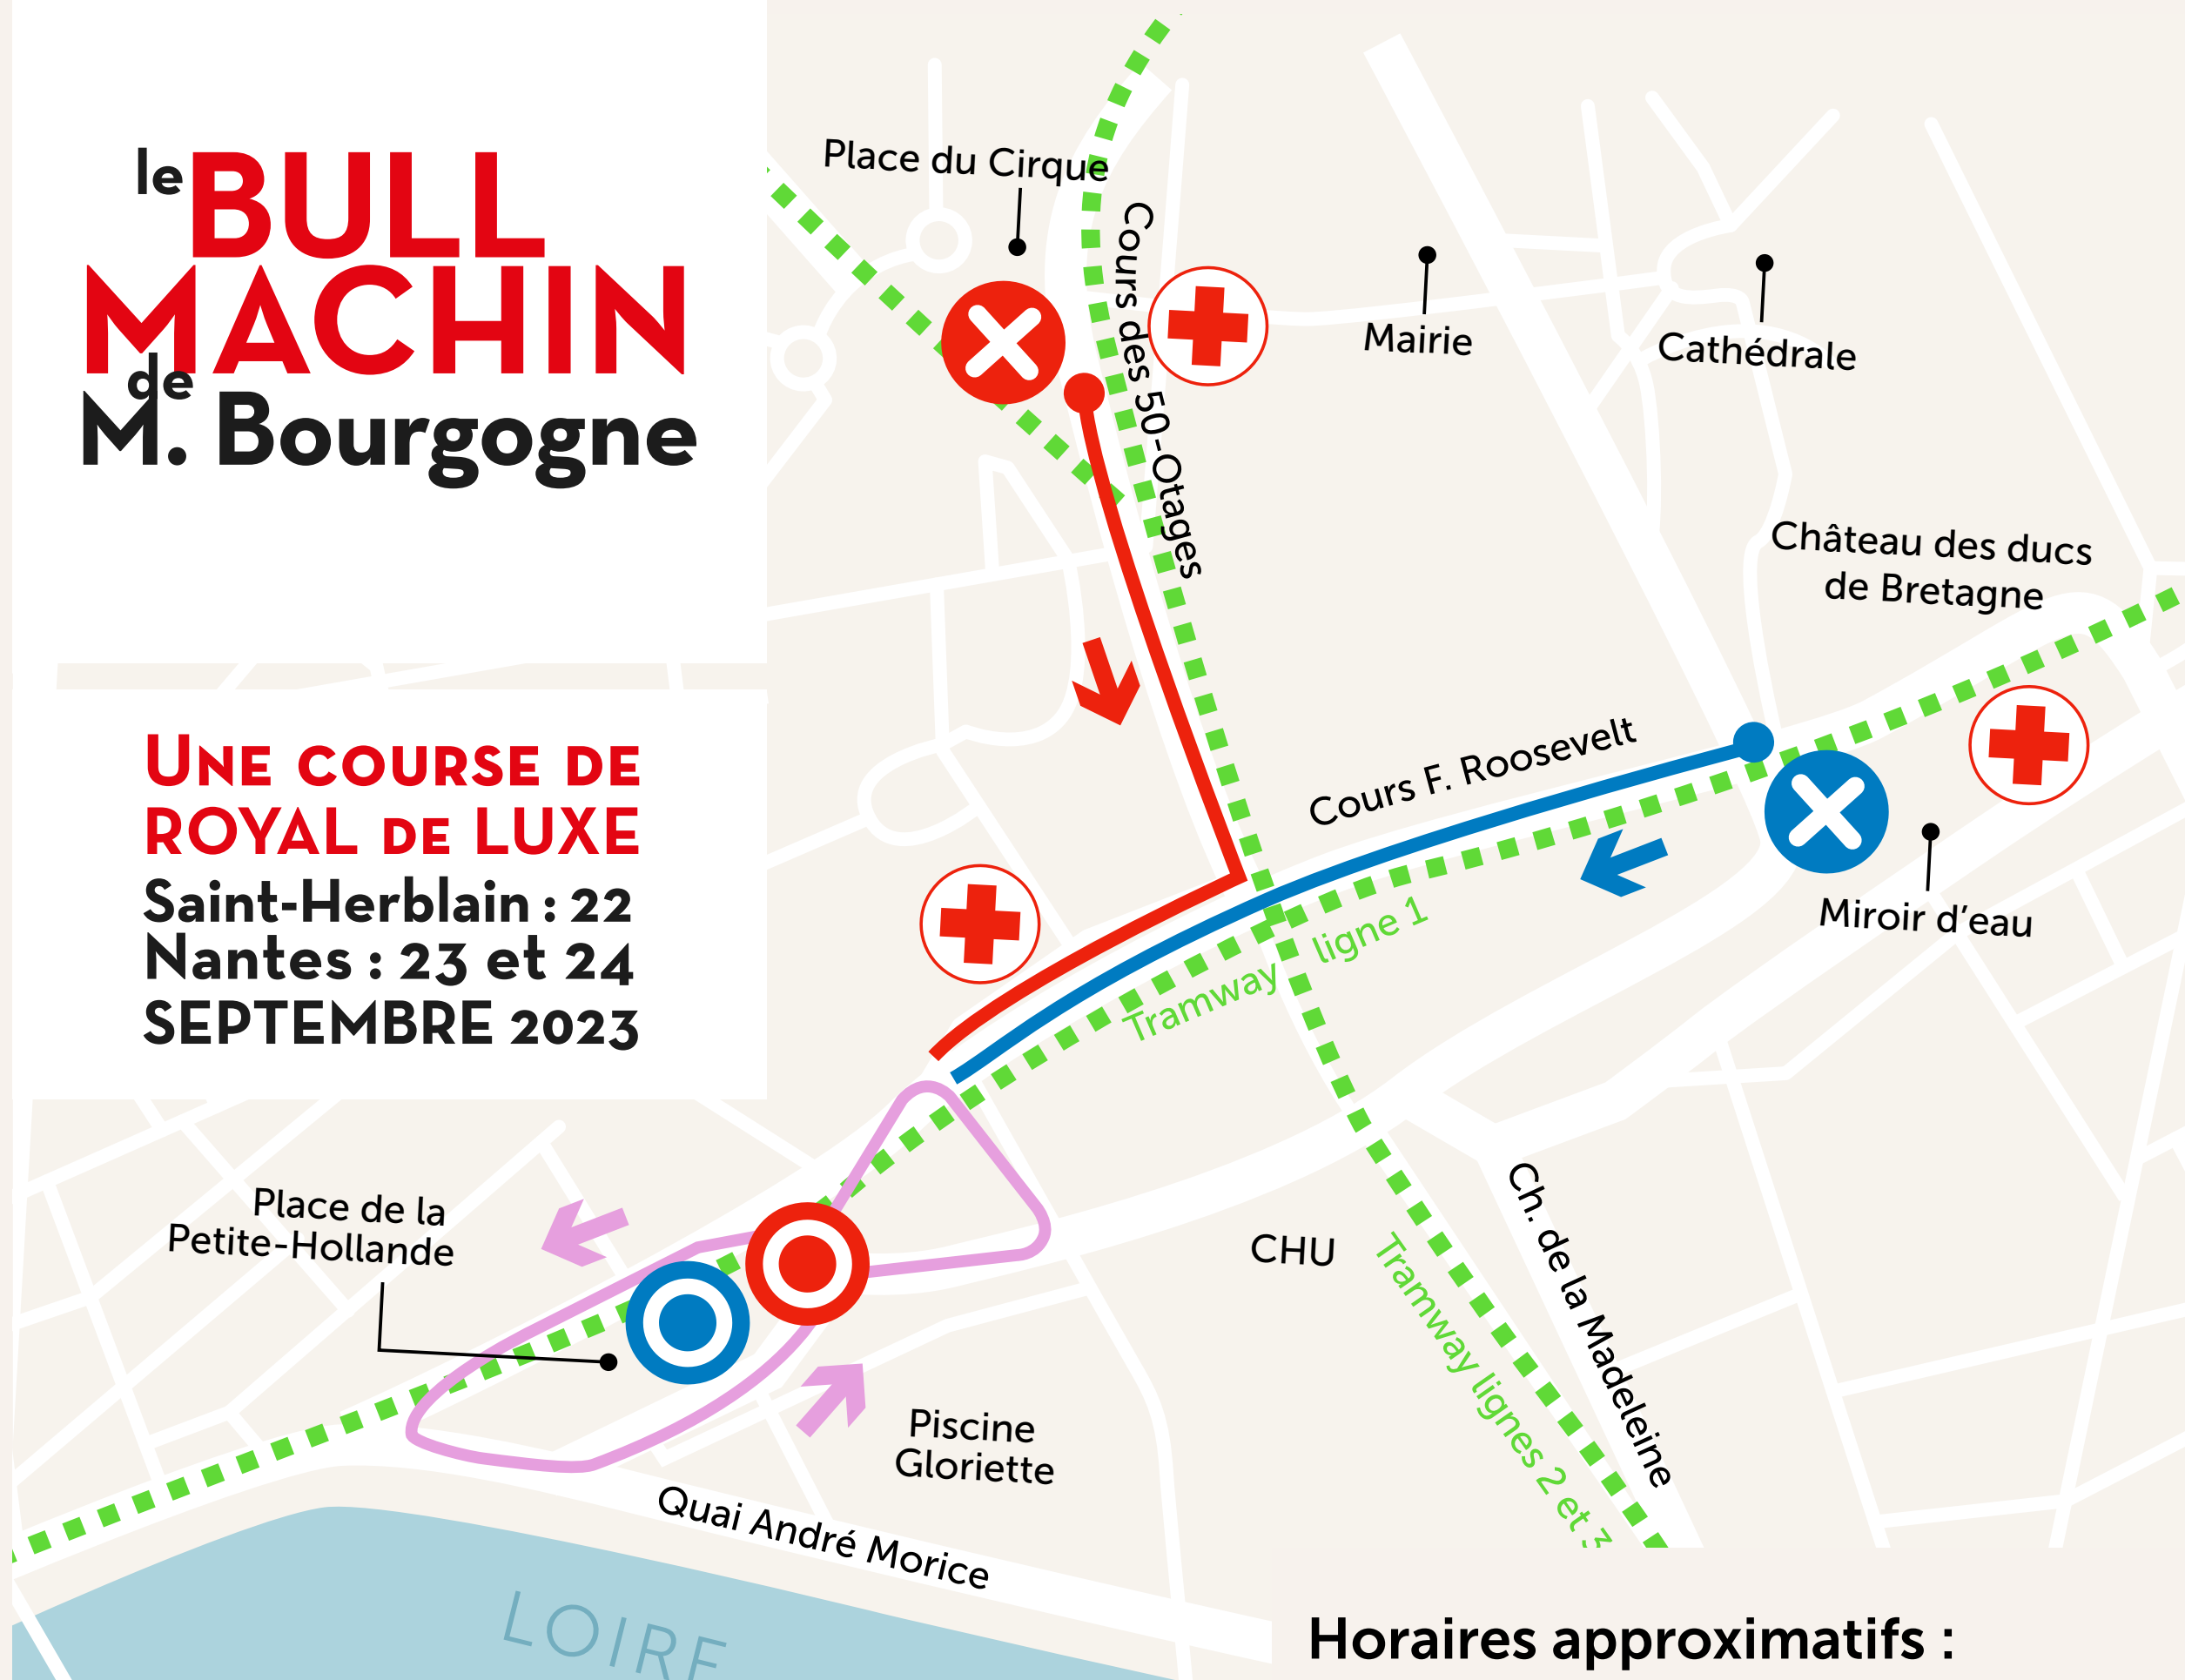 le BULL
MACHIN
de
M. Bourgogne
UNE COURSE DE
ROYAL DE LUXE
Saint-Herblain : 22
Nantes : 23 et 24
SEPTEMBRE 2023
Place du Cirque
Cours des 50-Otages
Mairie
Cathédrale
Château des ducs
de Bretagne
Cours F. Roosevelt
Miroir d'eau
Tramway ligne 1
Place de la
Petite-Hollande
CHU
Ch. de la Madeleine
Tramway lignes 2 et 3
Piscine
Gloriette
Quai André Morice
LOIRE
Horaires approximatifs :